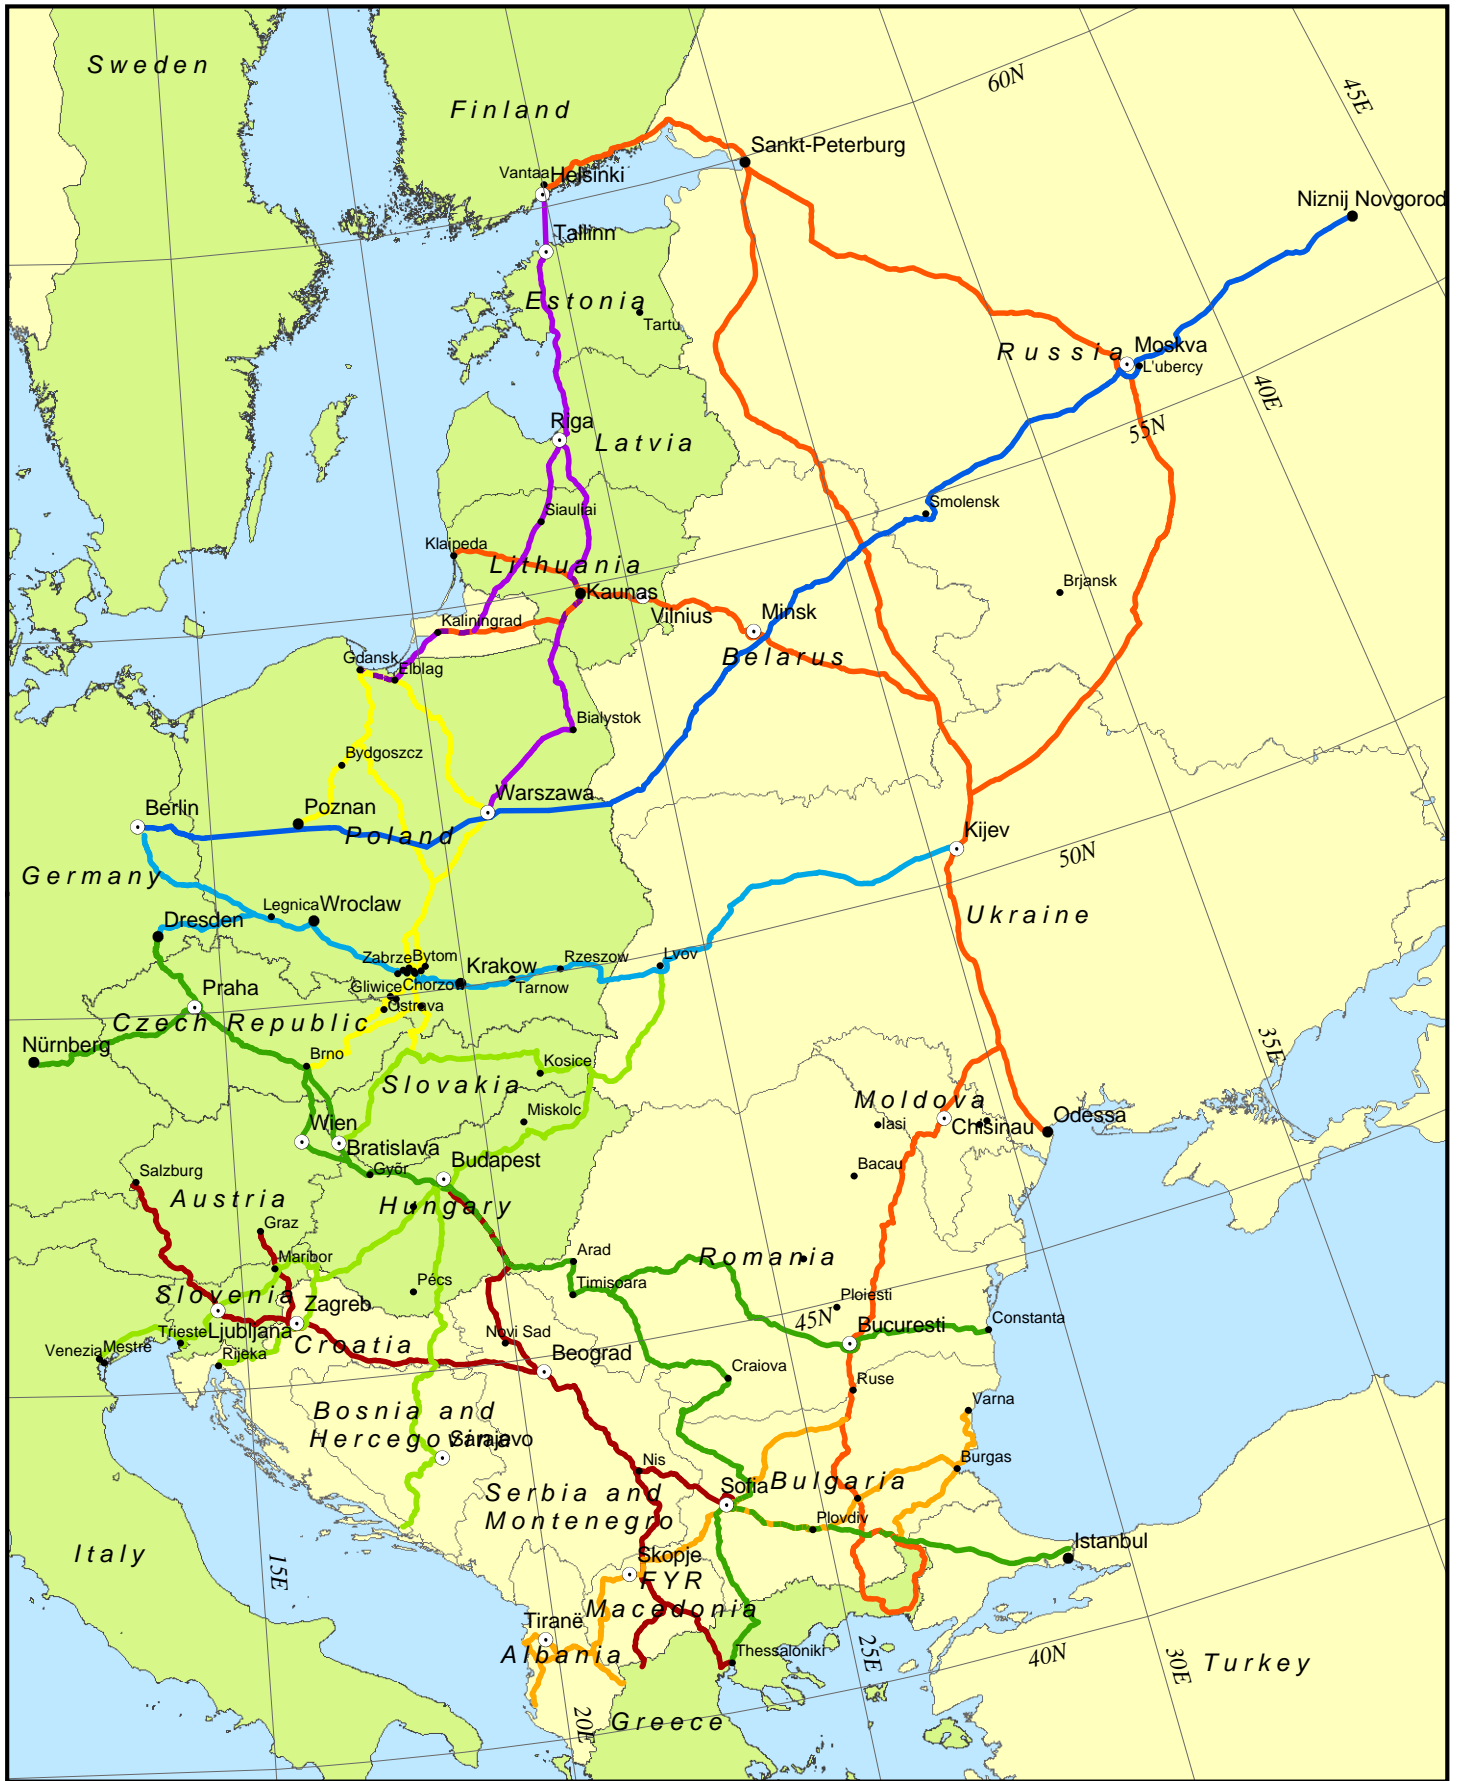 Sweden
45E
60N
Finland
Sankt-Peterburg
Vantaa
Helsinki
Niznij Novgorod
Tallinn
Estonia
Tartu
Russia
Moskva
L'ubercy
40E
Riga
Latvia
55N
Siauliai
Smolensk
Klaipeda
Lithuania
Kaunas
Brjansk
Kaliningrad
Vilnius
Minsk
Belarus
Gdansk
Elblag
Bialystok
Bydgoszcz
Warszawa
Berlin
Poznan
Poland
Kijev
50N
Germany
Legnica
Wroclaw
Ukraine
Dresden
Zabrze
Bytom
Krakow
Rzeszow
Lvov
Gliwice
Chorzow
Tarnow
Praha
Ostrava
Czech Republic
Nürnberg
Brno
Slovakia
Kosice
35E
Moldova
Miskolc
Wien
Iasi
Chisinau
Odessa
Bratislava
Budapest
Salzburg
Györ
Bacau
Austria
Hungary
Graz
Maribor
Arad
Romania
Pécs
Timisoara
Slovenia
Zagreb
Ploiesti
45N
Constanta
Trieste
Ljubljana
Novi Sad
Bucuresti
Venezia
Mestre
Rijeka
Croatia
Beograd
Craiova
Ruse
Varna
Bosnia and
Hercegovina
Sarajevo
Nis
Burgas
Serbia and
Montenegro
Sofia
Bulgaria
Plovdiv
Italy
15E
Skopje
Istanbul
FYR
Macedonia
Tiranë
Albania
Thessaloniki
25E
40N
30E
Turkey
20E
Greece